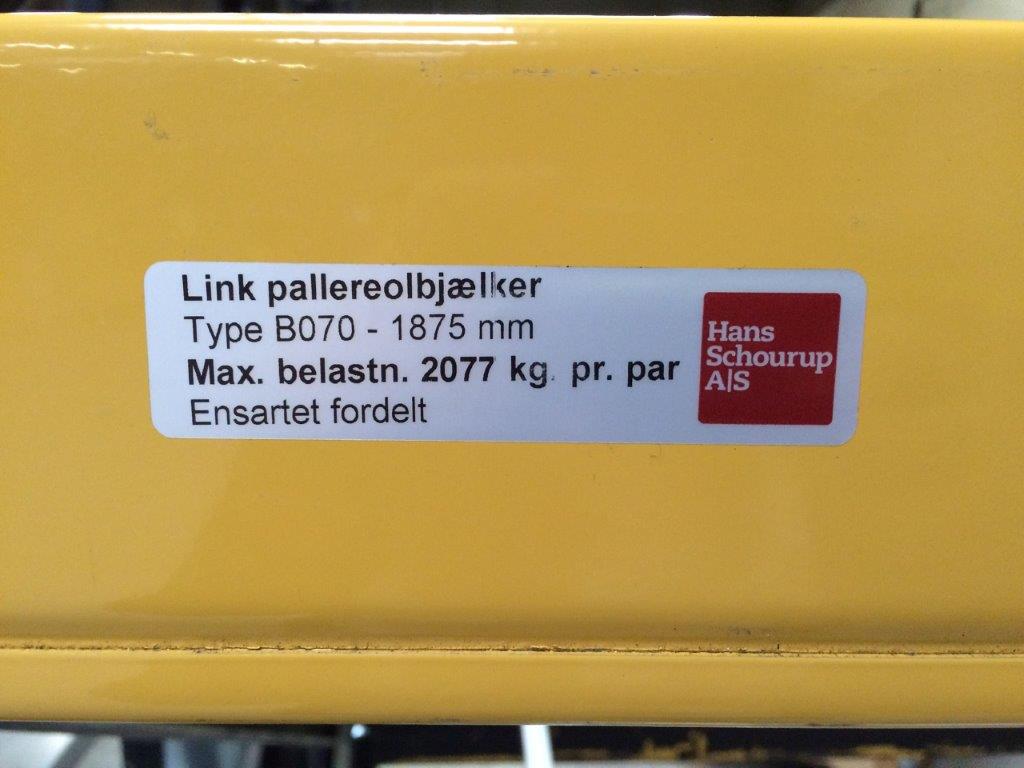 Link pallereolbjælker
Type B070 - 1875 mm
Max. belastn. 2077 kg. pr. par
Ensartet fordelt
Hans
Schourup
A|S